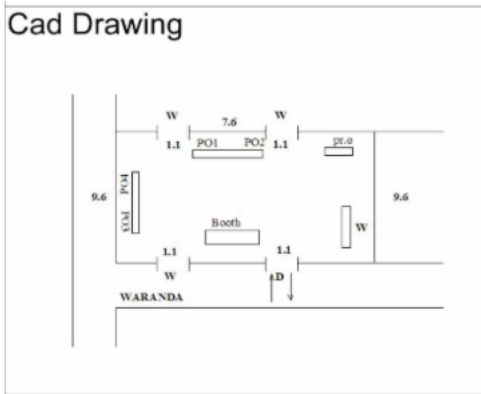 Cad Drawing
W
7.6
W
1.1
PO1
PO2
1.1
pr.o
9.6
PO4
9.6
Booth
W
1.1
1.1
W
D
WARANDA